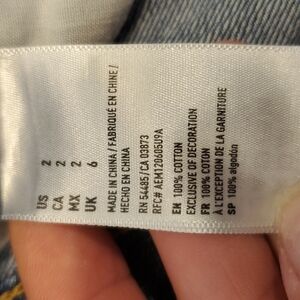 US 2
CA 2
MX 2
UK 6
MADE IN CHINA / FABRIQUÉ EN CHINE /
HECHO EN CHINA
RN 54485/CA 03873
RFC# AEM120605U9A
EN 100% COTTON
EXCLUSIVE OF DECORATION
FR 100% COTON
À L'EXCEPTION DE LA GARNITURE
SP 100% algodón